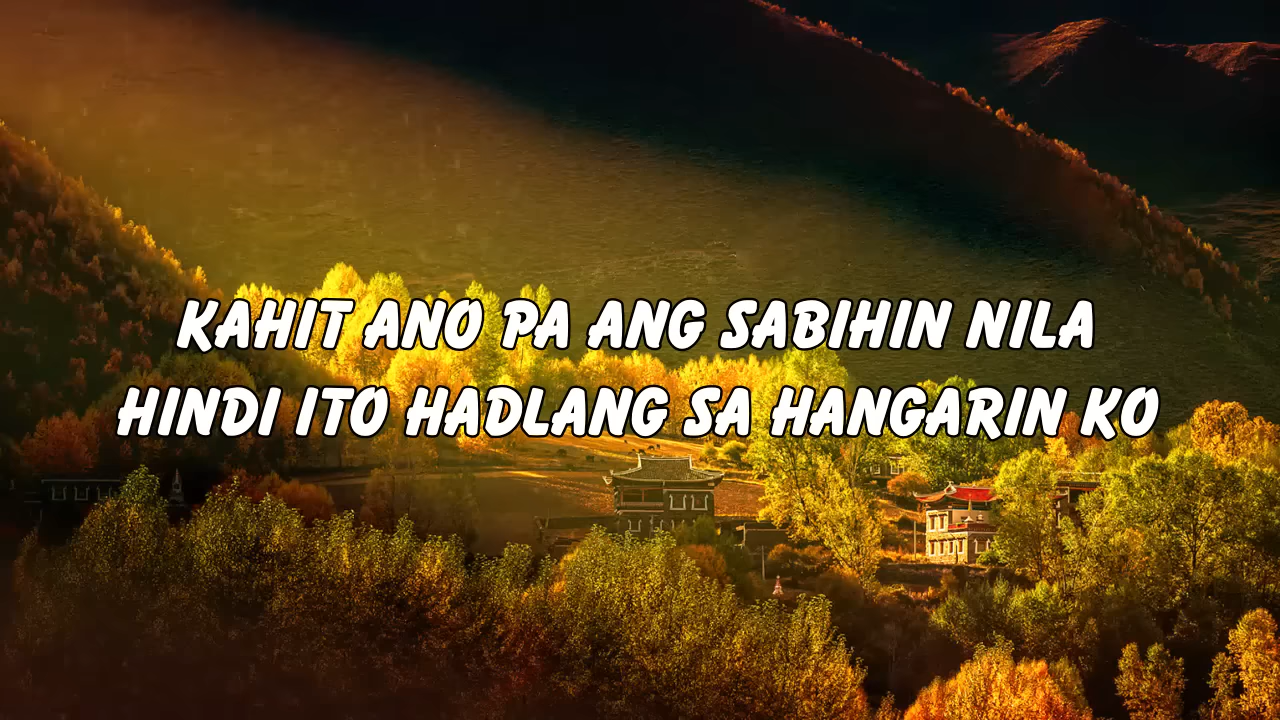 KAHIT ANO PA ANG SABIHIN NILA
HINDI ITO HADLANG SA HANGARIN KO